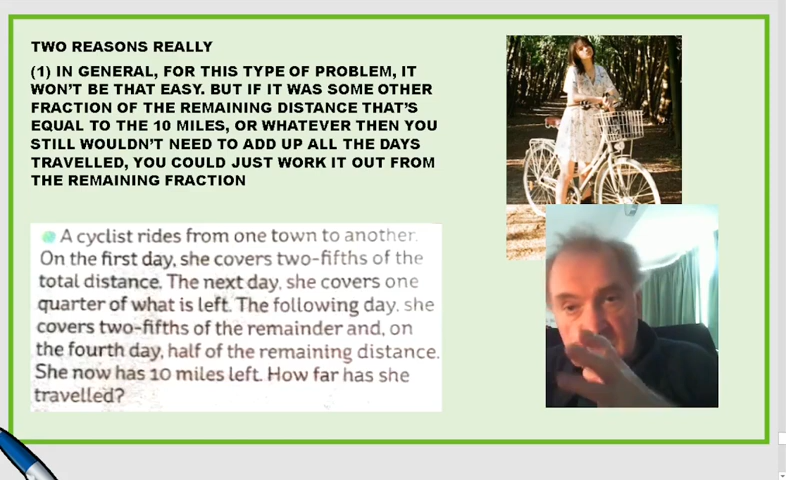 TWO REASONS REALLY
(1) IN GENERAL, FOR THIS TYPE OF PROBLEM, IT
WON'T BE THAT EASY. BUT IF IT WAS SOME OTHER
FRACTION OF THE REMAINING DISTANCE THAT'S
EQUAL TO THE 10 MILES, OR WHATEVER THEN YOU
STILL WOULDN'T NEED TO ADD UP ALL THE DAYS
TRAVELLED, YOU COULD JUST WORK IT OUT FROM
THE REMAINING FRACTION
A cyclist rides from one town to another.
On the first day, she covers two-fifths of the
total distance. The next day, she covers one
quarter of what is left. The following day, she
covers two-fifths of the remainder and, on
the fourth day, half of the remaining distance.
She now has 10 miles left. How far has she
travelled?